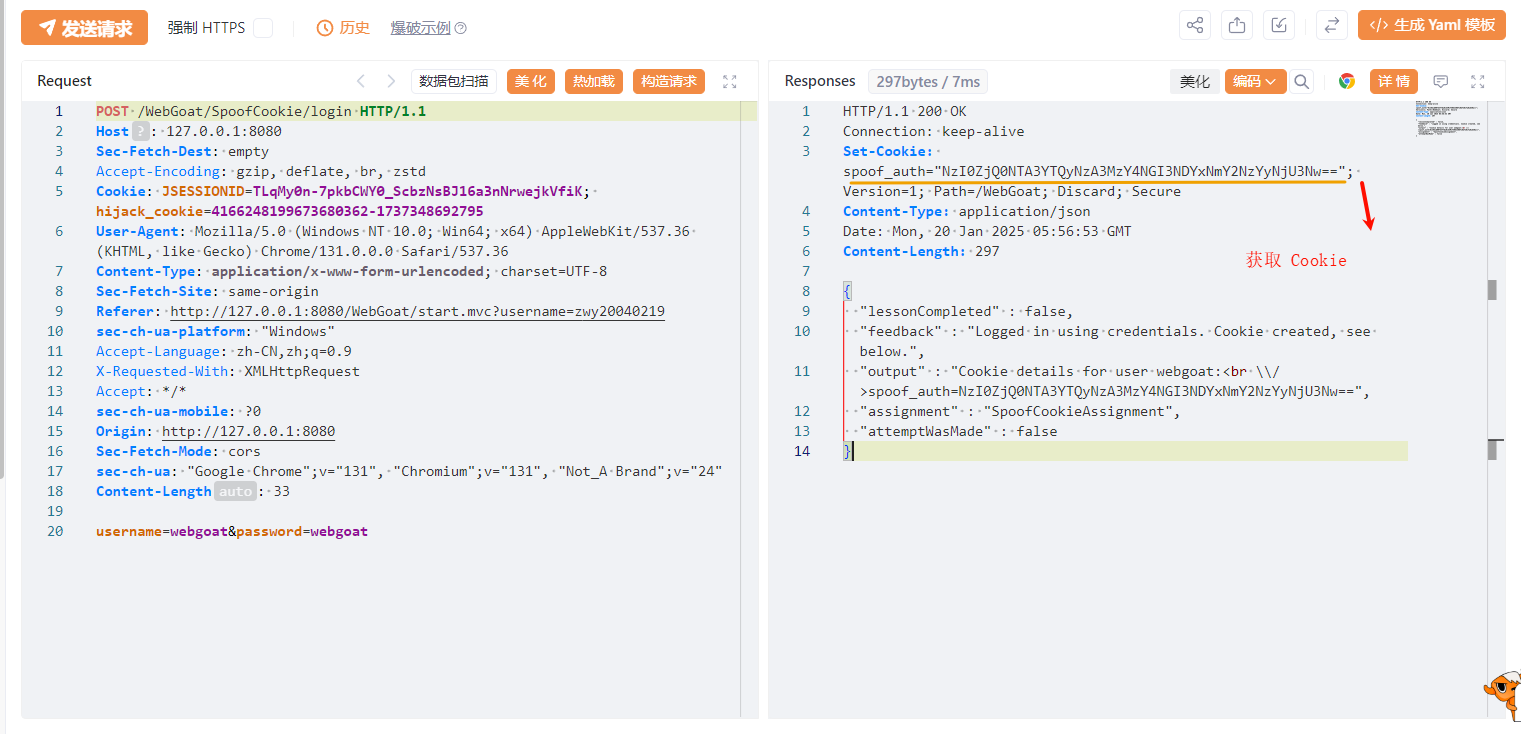 发送请求 强制 HTTPS 历史 爆破示例 ? </> 生成 Yaml 模板
Request 数据包扫描 美化 热加载 构造请求
1 POST /WebGoat/SpoofCookie/login HTTP/1.1
2 Host ? : 127.0.0.1:8080
3 Sec-Fetch-Dest: empty
4 Accept-Encoding: gzip, deflate, br, zstd
5 Cookie: JSESSIONID=TLqMy0n-7pkbCWY0_ScbzNsBJ16a3nNrwejkVfiK;
hijack_cookie=4166248199673680362-1737348692795
6 User-Agent: Mozilla/5.0 (Windows NT 10.0; Win64; x64) AppleWebKit/537.36
(KHTML, like Gecko) Chrome/131.0.0.0 Safari/537.36
7 Content-Type: application/x-www-form-urlencoded; charset=UTF-8
8 Sec-Fetch-Site: same-origin
9 Referer: http://127.0.0.1:8080/WebGoat/start.mvc?username=zwy20040219
10 sec-ch-ua-platform: "Windows"
11 Accept-Language: zh-CN,zh;q=0.9
12 X-Requested-With: XMLHttpRequest
13 Accept: */*
14 sec-ch-ua-mobile: ?0
15 Origin: http://127.0.0.1:8080
16 Sec-Fetch-Mode: cors
17 sec-ch-ua: "Google Chrome";v="131", "Chromium";v="131", "Not_A Brand";v="24"
18 Content-Length auto : 33
19
20 username=webgoat&password=webgoat
Responses 297bytes / 7ms 美化 编码 详情
1 HTTP/1.1 200 OK
2 Connection: keep-alive
3 Set-Cookie:
spoof_auth="NzI0ZjQ0NTA3YTQyNzA3MzY4NGI3NDYxNmY2NzYyNjU3Nw==";
Version=1; Path=/WebGoat; Discard; Secure
4 Content-Type: application/json
5 Date: Mon, 20 Jan 2025 05:56:53 GMT
6 Content-Length: 297
获取 Cookie
7
8 {
9 "lessonCompleted" : false,
10 "feedback" : "Logged in using credentials. Cookie created, see
below.",
11 "output" : "Cookie details for user webgoat:<br \\/
>spoof_auth=NzI0ZjQ0NTA3YTQyNzA3MzY4NGI3NDYxNmY2NzYyNjU3Nw==",
12 "assignment" : "SpoofCookieAssignment",
13 "attemptWasMade" : false
14 }